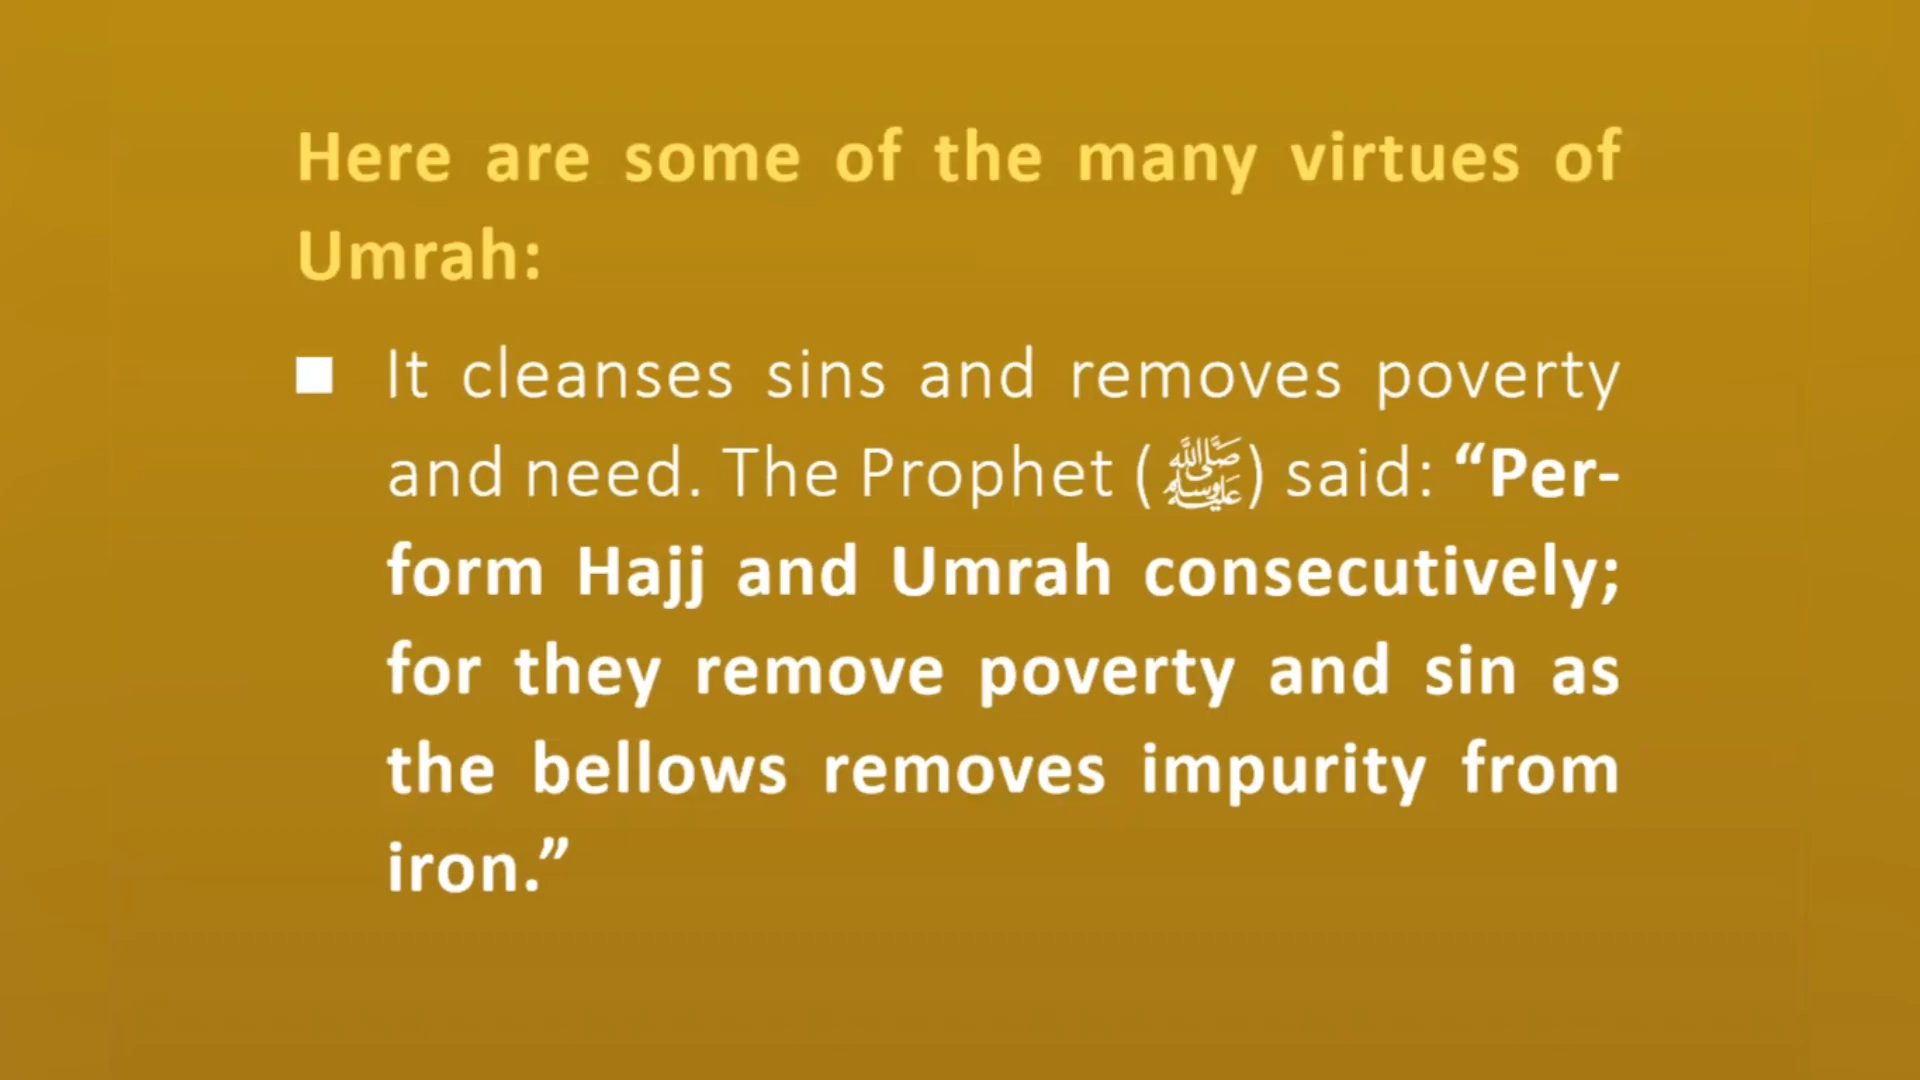 Here are some of the many virtues of
Umrah:
■ It cleanses sins and removes poverty
and need. The Prophet (ﷺ) said: “Per-
form Hajj and Umrah consecutively;
for they remove poverty and sin as
the bellows removes impurity from
iron.”